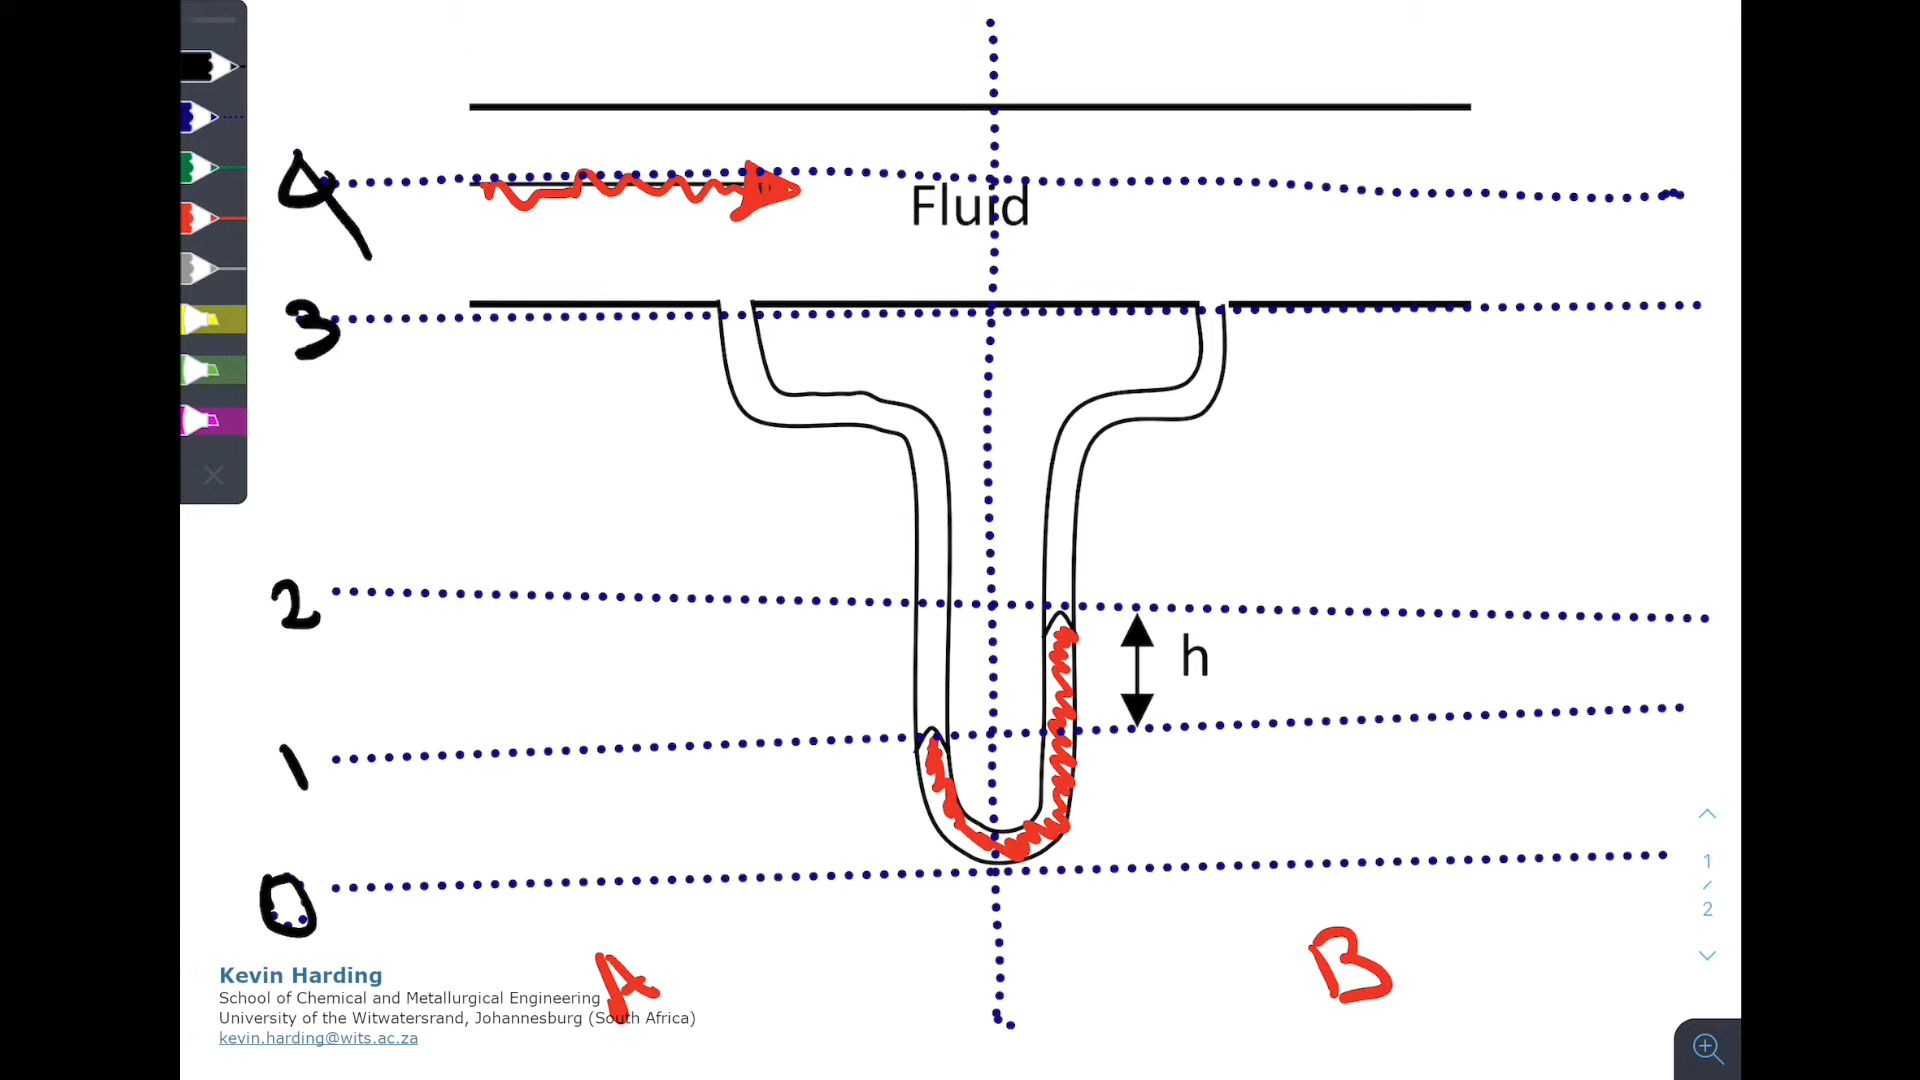 4
Fluid
3
2
h
1
0
A
B
1
/
2
Kevin Harding
School of Chemical and Metallurgical Engineering
University of the Witwatersrand, Johannesburg (South Africa)
kevin.harding@wits.ac.za